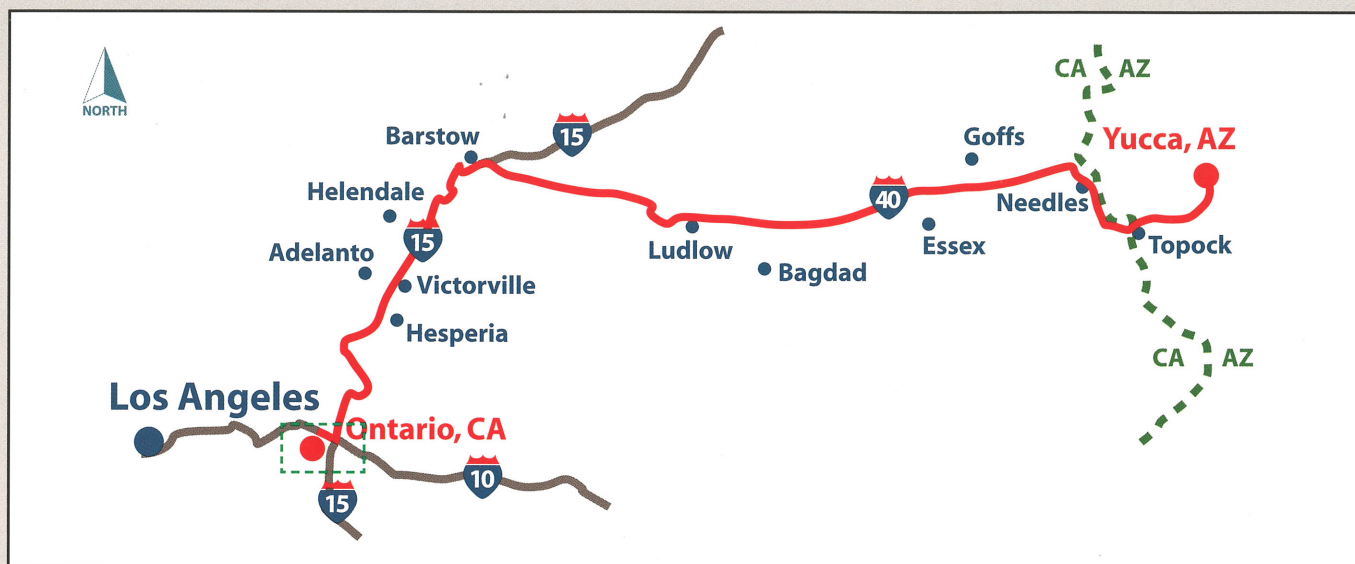 NORTH
CA AZ
Yucca, AZ
Barstow
15
Goffs
Helendale
40
Needles
15
Ludlow
Essex
Topock
Adelanto
Bagdad
Victorville
Hesperia
CA AZ
Los Angeles
Ontario, CA
10
15